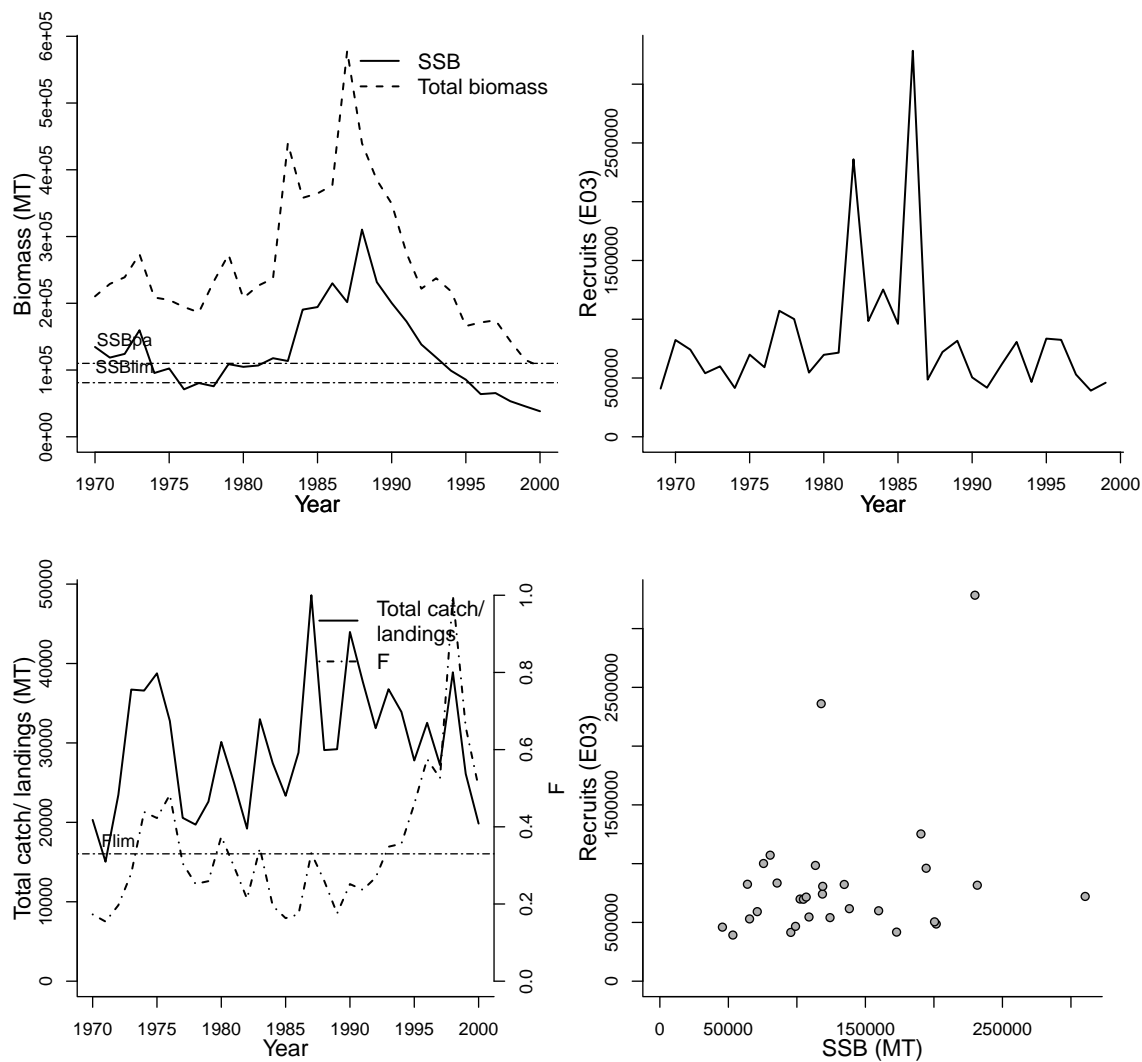 SSB
Total biomass
SSBpa
SSBlim
Biomass (MT)
0e+00
1e+05
2e+05
3e+05
4e+05
5e+05
6e+05
1970 1975 1980 1985 1990 1995 2000
Year
Recruits (E03)
0
500000
1500000
2500000
1970 1975 1980 1985 1990 1995 2000
Year
Total catch/
landings
F
Flim
Total catch/ landings (MT)
0
10000
20000
30000
40000
50000
F
0.0
0.2
0.4
0.6
0.8
1.0
1970 1975 1980 1985 1990 1995 2000
Year
Recruits (E03)
0
500000
1500000
2500000
0 50000 150000 250000
SSB (MT)